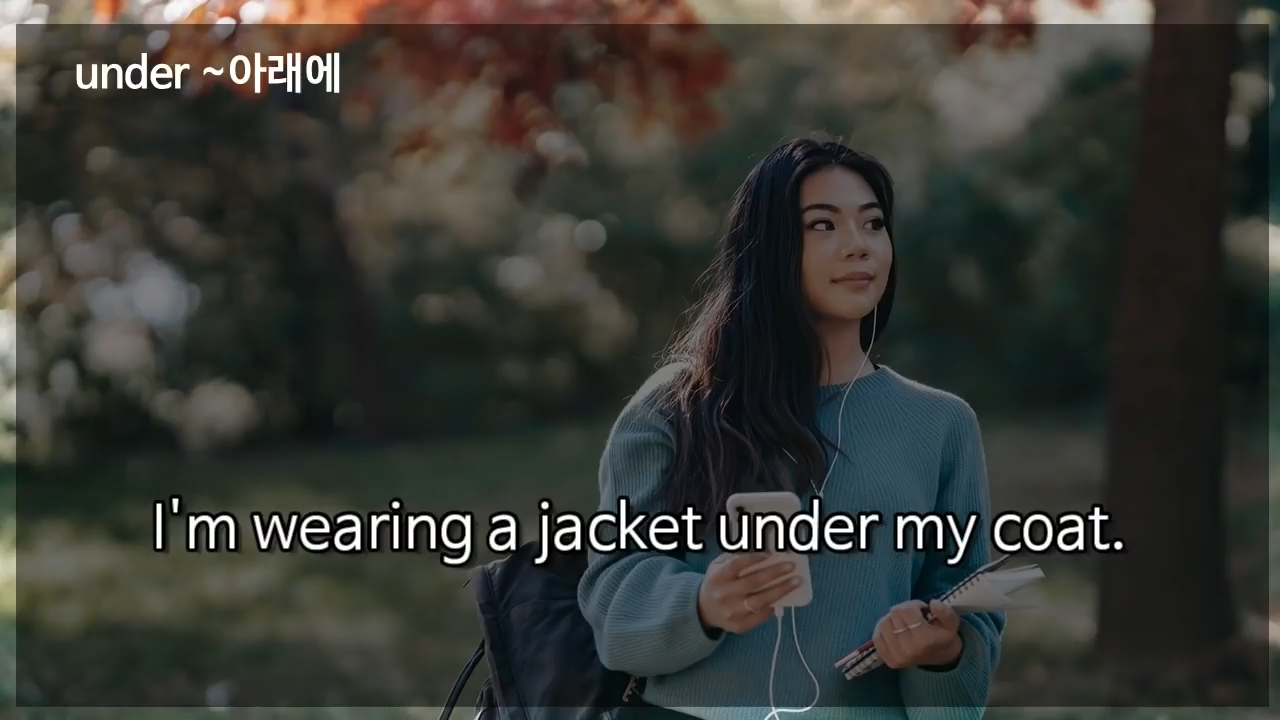 under ~아래에
I'm wearing a jacket under my coat.